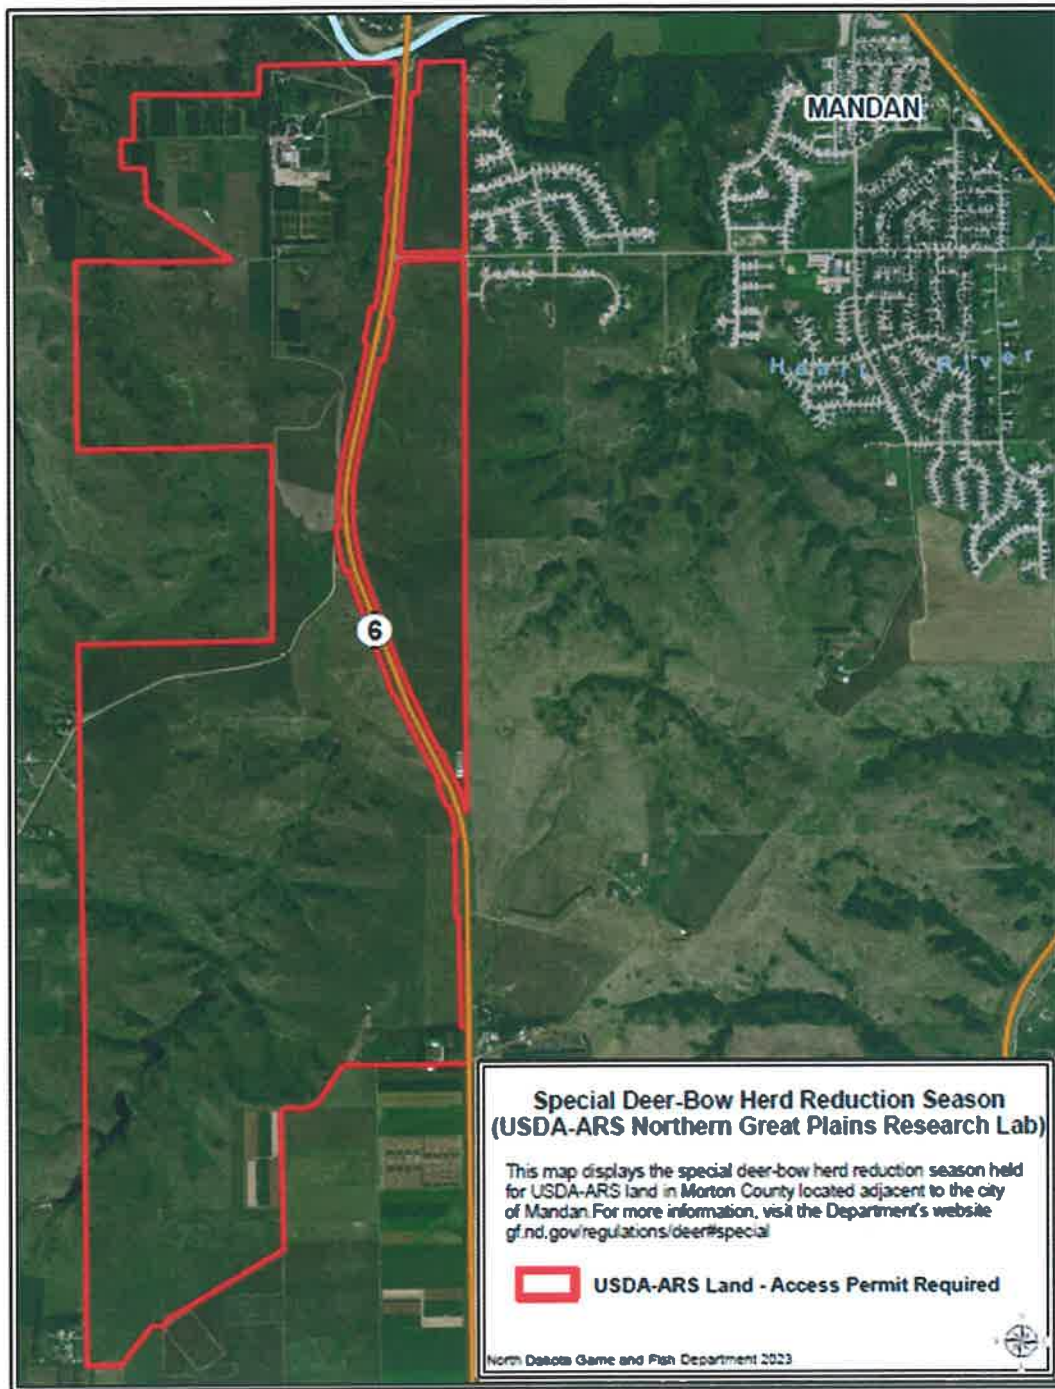 MANDAN
Heart River
6
Special Deer-Bow Herd Reduction Season
(USDA-ARS Northern Great Plains Research Lab)
This map displays the special deer-bow herd reduction season held
for USDA-ARS land in Morton County located adjacent to the city
of Mandan. For more information, visit the Department's website
gf.nd.gov/regulations/deer#special
USDA-ARS Land - Access Permit Required
North Dakota Game and Fish Department 2023